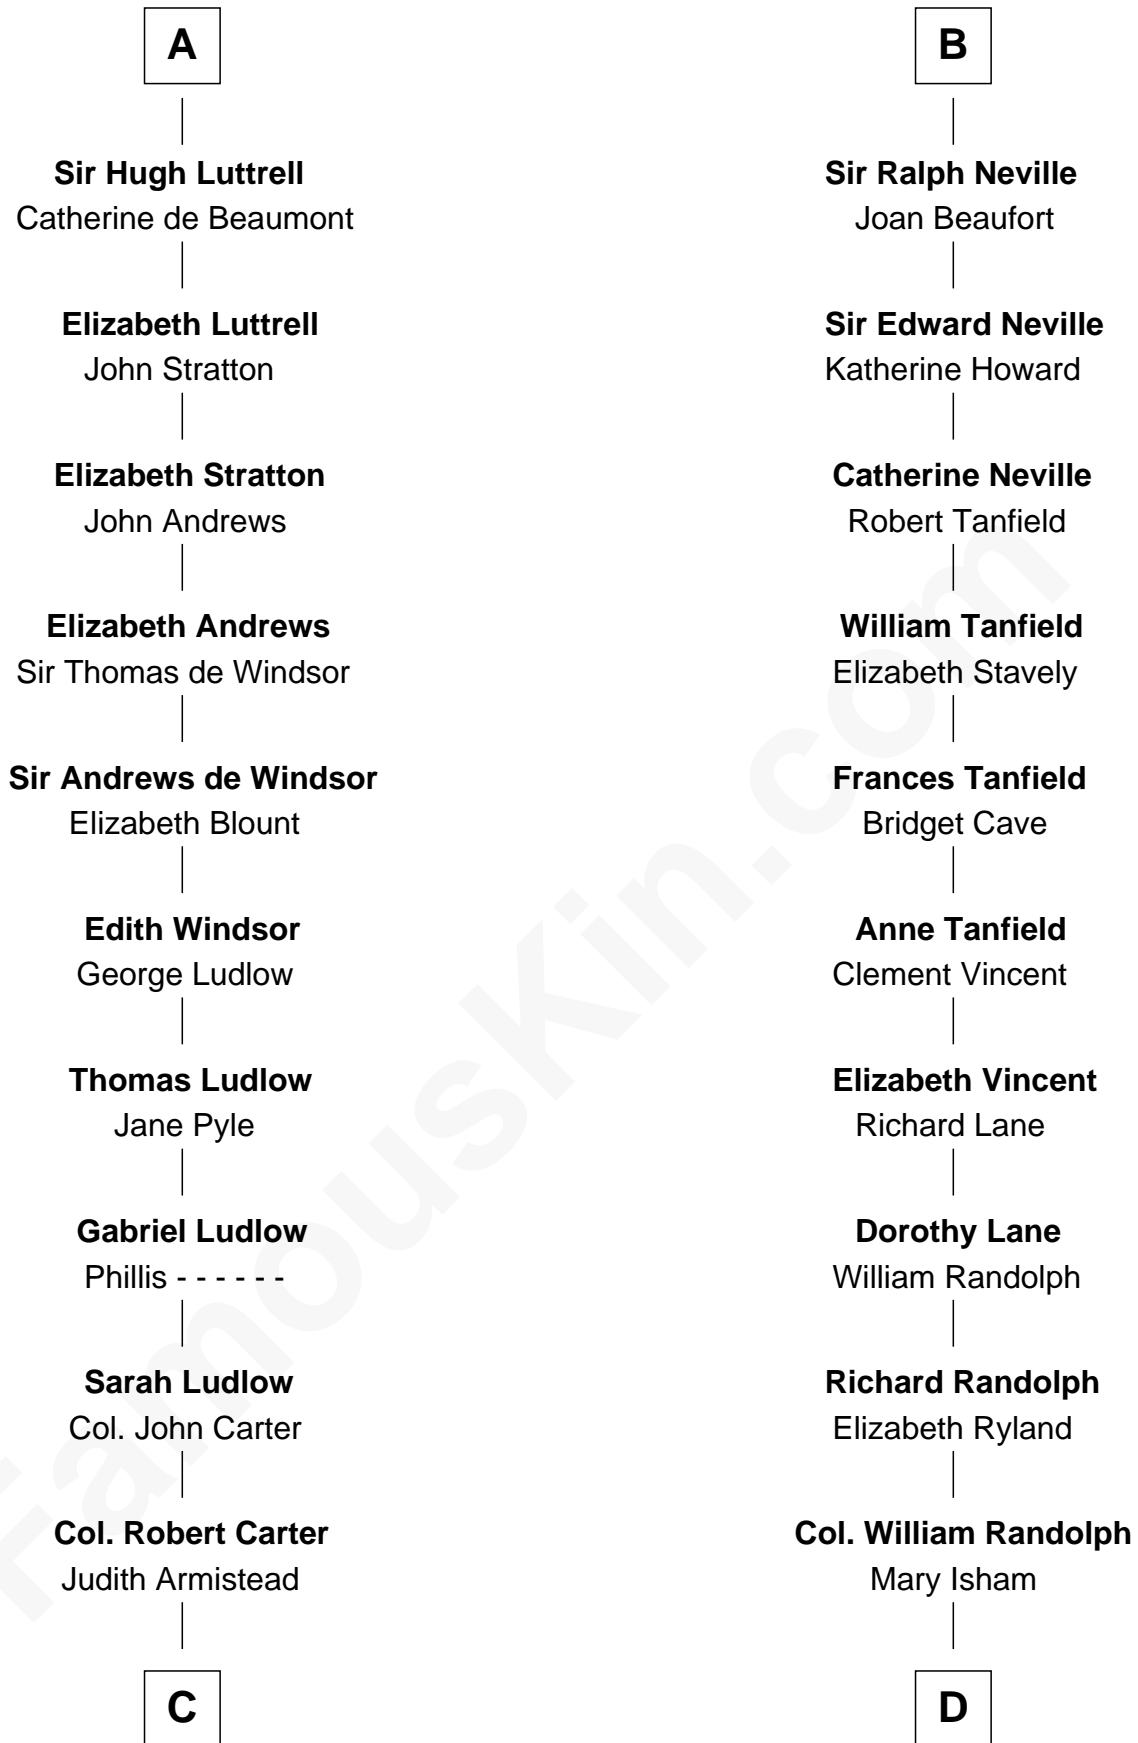 A
Sir Hugh Luttrell
Catherine de Beaumont
Elizabeth Luttrell
John Stratton
Elizabeth Stratton
John Andrews
Elizabeth Andrews
Sir Thomas de Windsor
Sir Andrews de Windsor
Elizabeth Blount
Edith Windsor
George Ludlow
Thomas Ludlow
Jane Pyle
Gabriel Ludlow
Phillis - - - - - -
Sarah Ludlow
Col. John Carter
Col. Robert Carter
Judith Armistead
C
B
Sir Ralph Neville
Joan Beaufort
Sir Edward Neville
Katherine Howard
Catherine Neville
Robert Tanfield
William Tanfield
Elizabeth Stavely
Frances Tanfield
Bridget Cave
Anne Tanfield
Clement Vincent
Elizabeth Vincent
Richard Lane
Dorothy Lane
William Randolph
Richard Randolph
Elizabeth Ryland
Col. William Randolph
Mary Isham
D
FamousKin.com